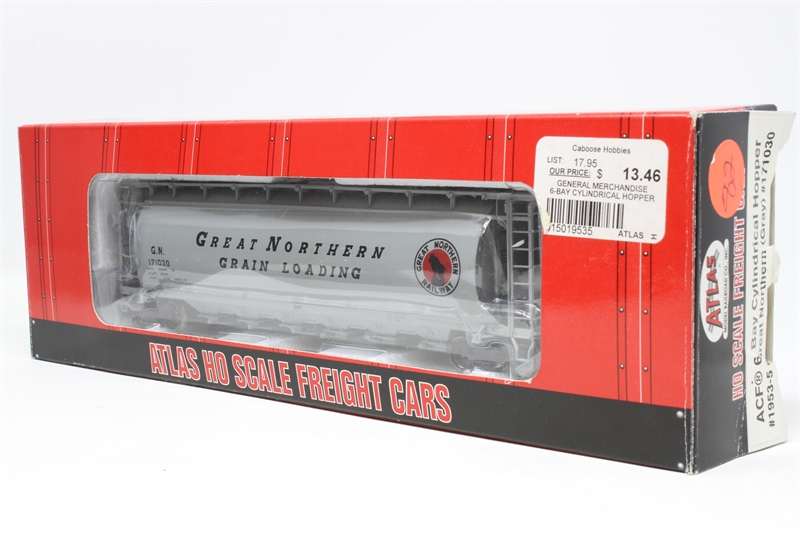 Caboose Hobbies
LIST: 17.95
OUR PRICE: $ 13.46
GENERAL MERCHANDISE
6-BAY CYLINDRICAL HOPPER
J15019535 ATLAS H
GREAT NORTHERN
GRAIN LOADING
G.N.
171030
GREAT NORTHERN
RAILWAY
ATLAS HO SCALE FREIGHT CARS
ATLAS
HO SCALE FREIGHT
ACF® 6 Bay Cylindrical Hopper
#1953-5 Great Northern (Gray) #171030